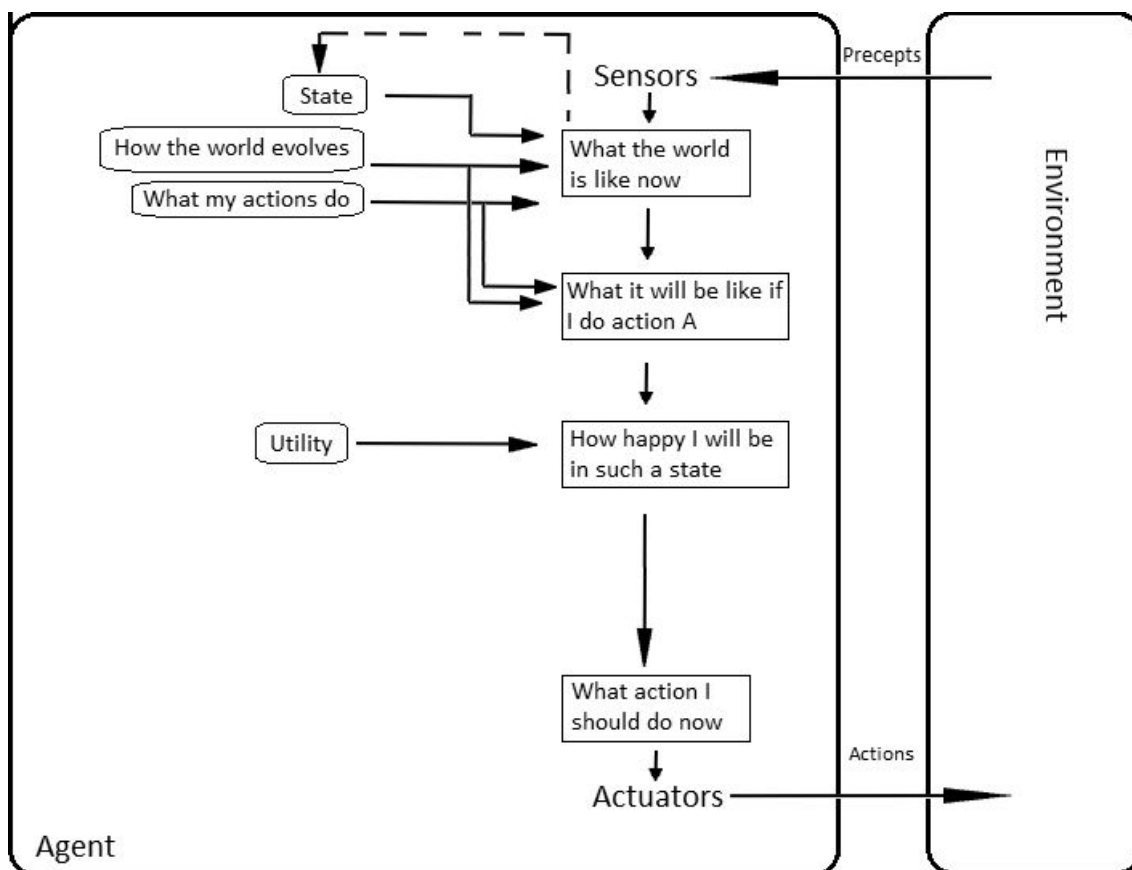 Precepts
Sensors
State
How the world evolves
What the world
is like now
What my actions do
What it will be like if
I do action A
Utility
How happy I will be
in such a state
What action I
should do now
Actuators
Actions
Agent
Environment